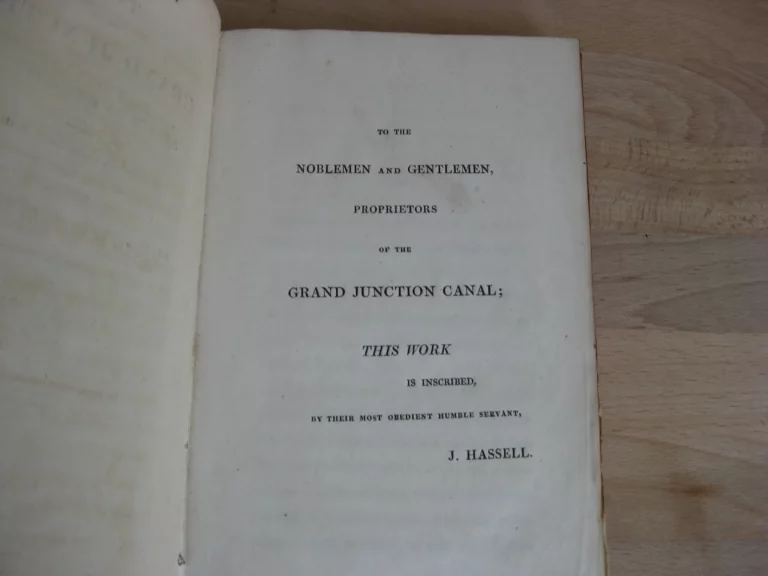 TO THE
NOBLEMEN AND GENTLEMEN,
PROPRIETORS
OF THE
GRAND JUNCTION CANAL;
THIS WORK
IS INSCRIBED,
BY THEIR MOST OBEDIENT HUMBLE SERVANT,
J. HASSELL.